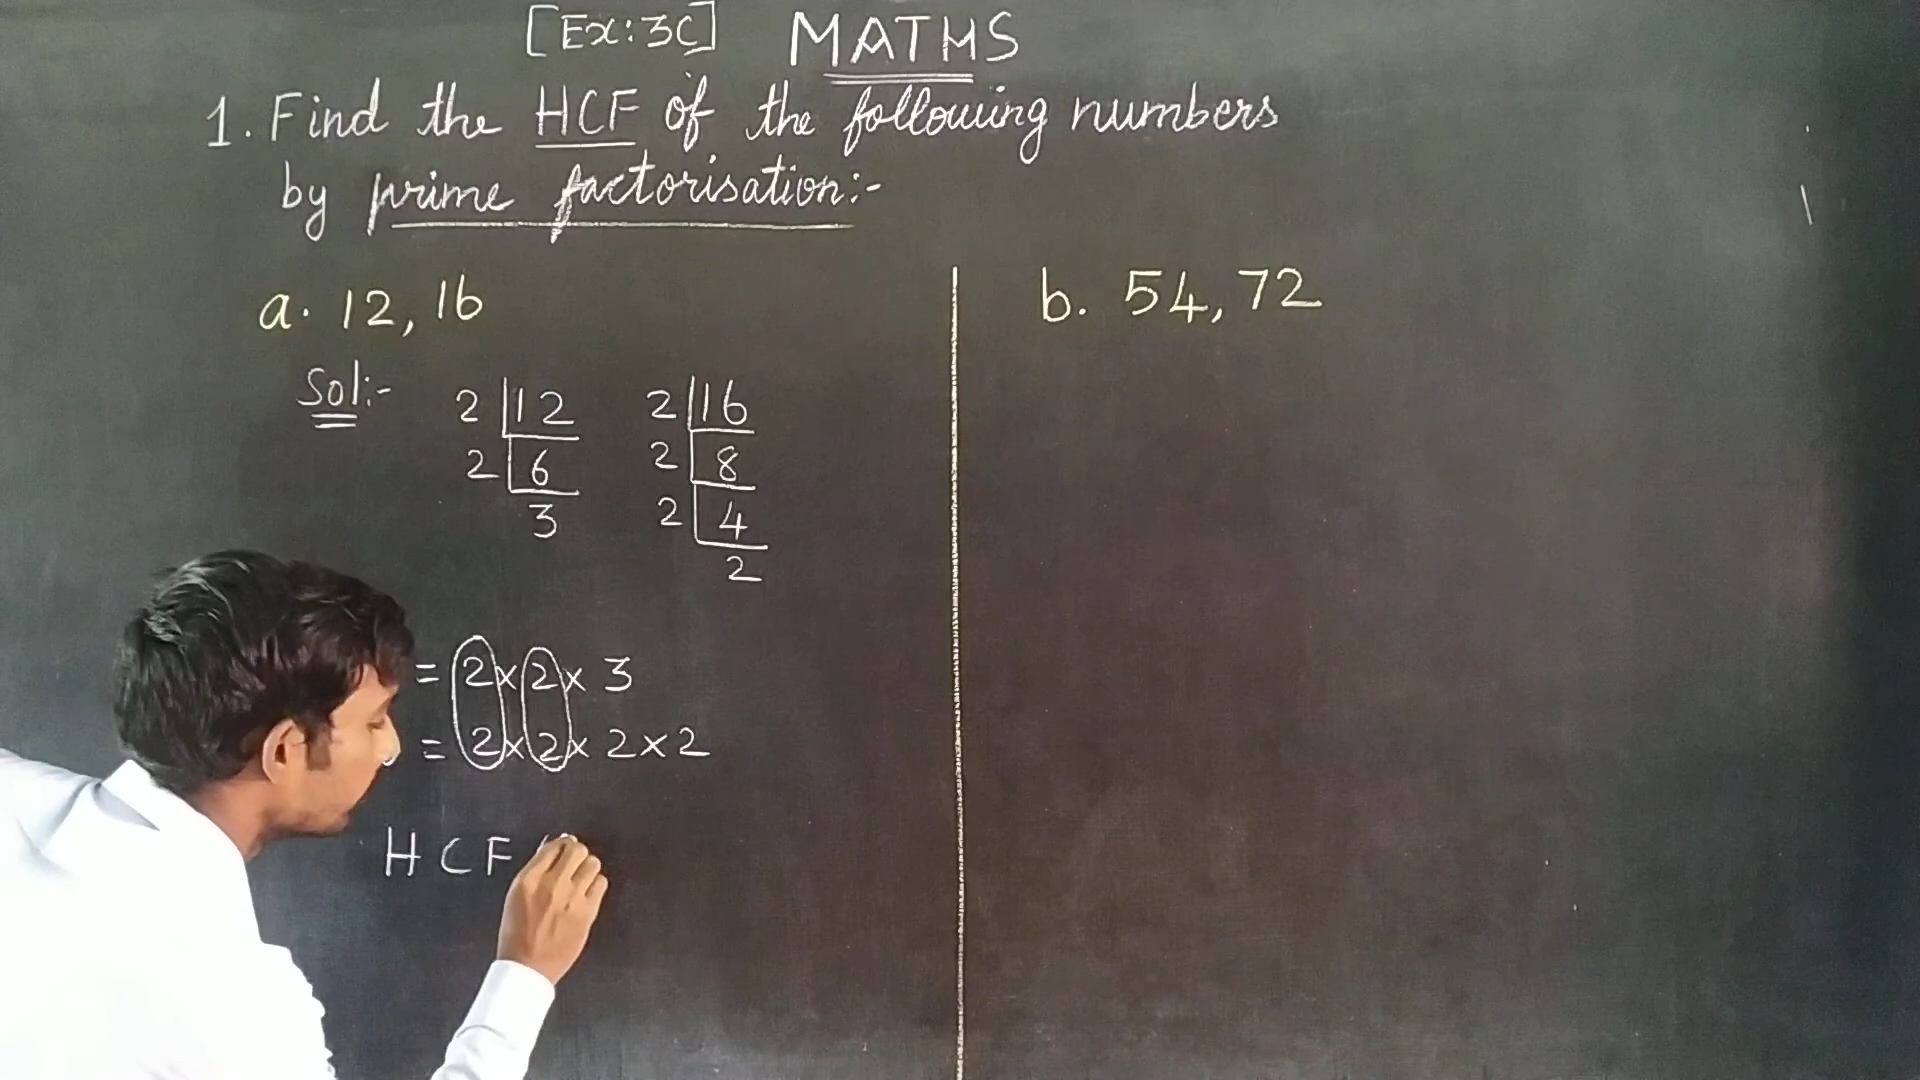 [Ex:3C] MATHS
1. Find the HCF of the following numbers
by prime factorisation:-
a. 12, 16
Sol:-
2 12
2 6
3
2 16
2 8
2 4
2
= 2 x 2 x 3
= 2 x 2 x 2 x 2
HCF
b. 54, 72